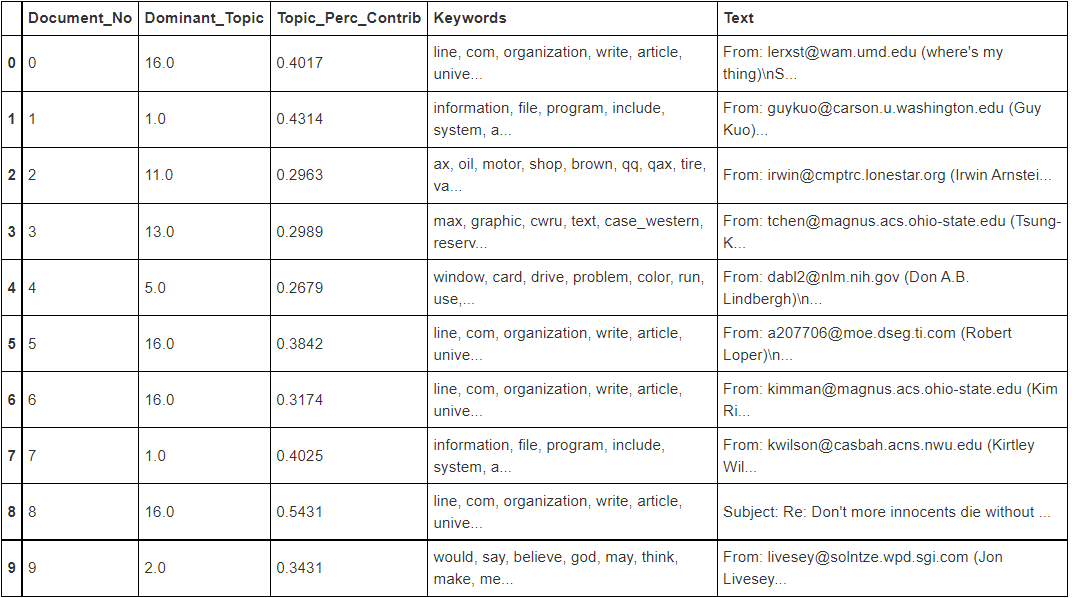 Document_No Dominant_Topic Topic_Perc_Contrib Keywords Text
0 0 16.0 0.4017 line, com, organization, write, article, From: lerxst@wam.umd.edu (where's my
unive... thing)\nS...
1 1 1.0 0.4314 information, file, program, include, From: guykuo@carson.u.washington.edu (Guy
system, a... Kuo)...
2 2 11.0 0.2963 ax, oil, motor, shop, brown, qq, qax, tire, From: irwin@cmptrc.lonestar.org (Irwin Arnstei...
va...
3 3 13.0 0.2989 max, graphic, cwru, text, case_western, From: tchen@magnus.acs.ohio-state.edu (Tsung-
reserv... K...
4 4 5.0 0.2679 window, card, drive, problem, color, run, From: dabl2@nlm.nih.gov (Don A.B.
use,... Lindbergh)\n...
5 5 16.0 0.3842 line, com, organization, write, article, From: a207706@moe.dseg.ti.com (Robert
unive... Loper)\n...
6 6 16.0 0.3174 line, com, organization, write, article, From: kimman@magnus.acs.ohio-state.edu (Kim
unive... Ri...
7 7 1.0 0.4025 information, file, program, include, From: kwilson@casbah.acns.nwu.edu (Kirtley
system, a... Wil...
8 8 16.0 0.5431 line, com, organization, write, article, Subject: Re: Don't more innocents die without ...
unive...
9 9 2.0 0.3431 would, say, believe, god, may, think, From: livesey@solntze.wpd.sgi.com (Jon
make, me... Livesey...